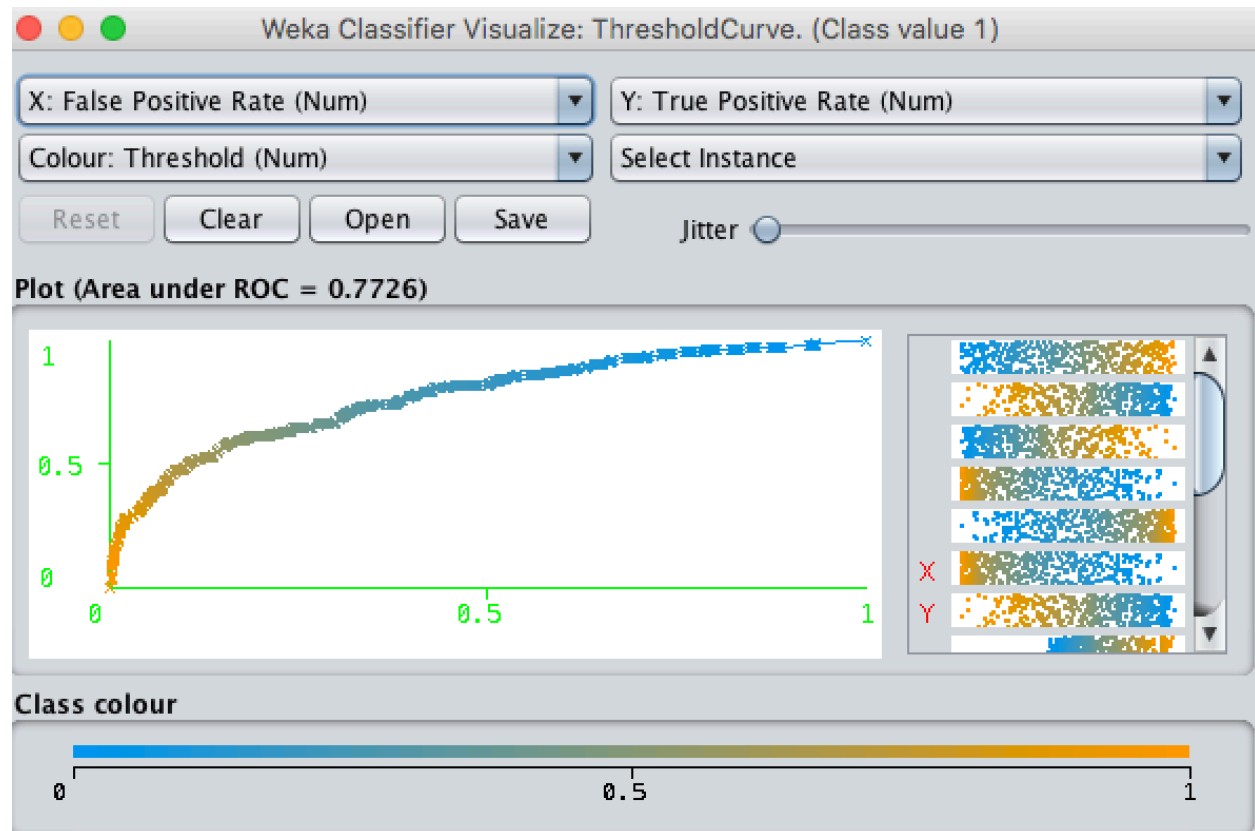 Weka Classifier Visualize: ThresholdCurve. (Class value 1)
X: False Positive Rate (Num) Y: True Positive Rate (Num)
Colour: Threshold (Num) Select Instance
Reset Clear Open Save Jitter
Plot (Area under ROC = 0.7726)
1
0.5
0
0 0.5 1
X
Y
Class colour
0 0.5 1